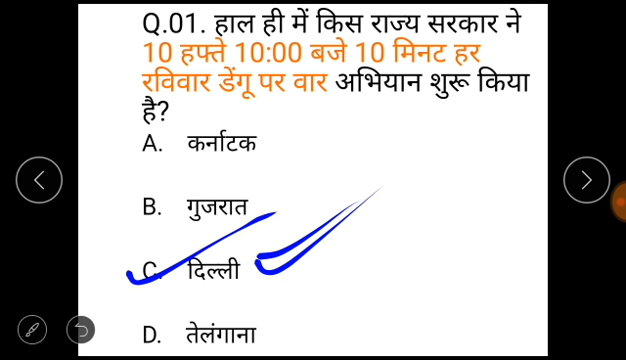 Q.01. हाल ही में किस राज्य सरकार ने
10 हफ्ते 10:00 बजे 10 मिनट हर
रविवार डेंगू पर वार अभियान शुरू किया
है?
A. कर्नाटक
B. गुजरात
C. दिल्ली
D. तेलंगाना